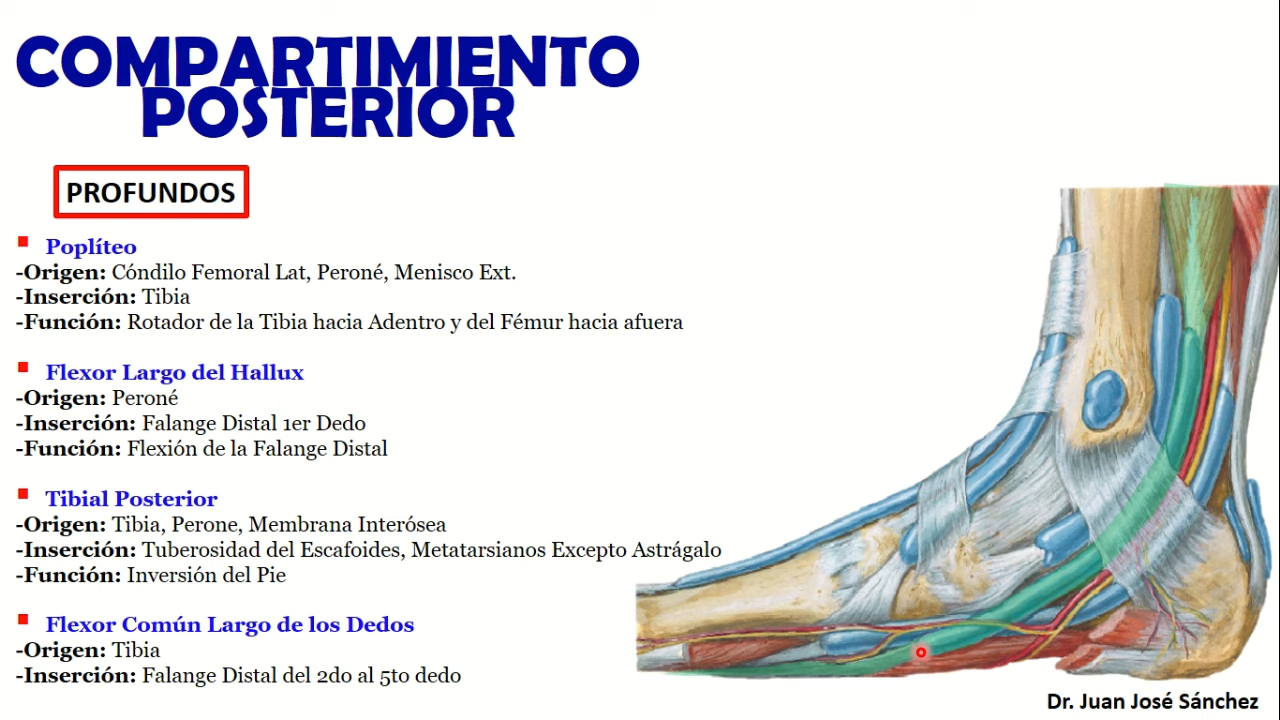 COMPARTIMIENTO
POSTERIOR
PROFUNDOS
Poplíteo
-Origen: Cóndilo Femoral Lat, Peroné, Menisco Ext.
-Inserción: Tibia
-Función: Rotador de la Tibia hacia Adentro y del Fémur hacia afuera
Flexor Largo del Hallux
-Origen: Peroné
-Inserción: Falange Distal 1er Dedo
-Función: Flexión de la Falange Distal
Tibial Posterior
-Origen: Tibia, Perone, Membrana Interósea
-Inserción: Tuberosidad del Escafoides, Metatarsianos Excepto Astrágalo
-Función: Inversión del Pie
Flexor Común Largo de los Dedos
-Origen: Tibia
-Inserción: Falange Distal del 2do al 5to dedo
Dr. Juan José Sánchez